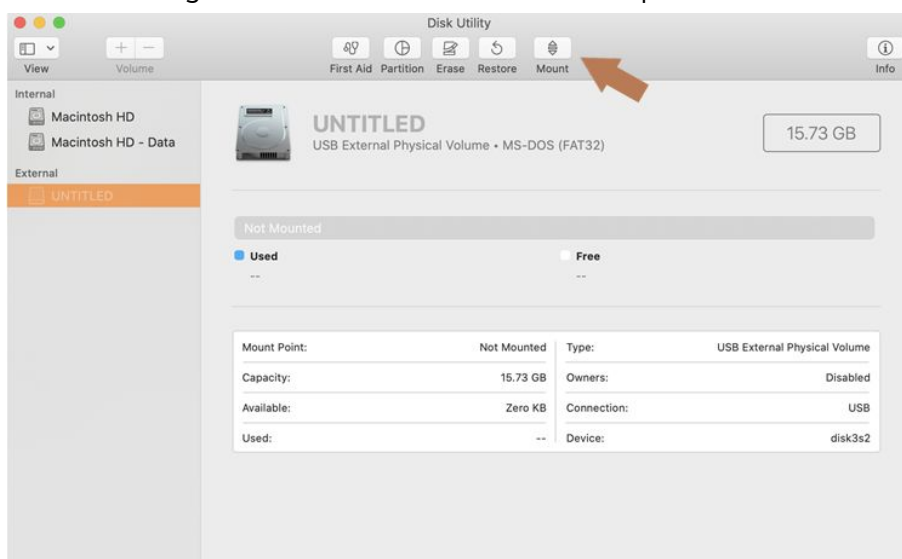 Disk Utility
View Volume First Aid Partition Erase Restore Mount Info
Internal
Macintosh HD
Macintosh HD - Data
External
UNTITLED
UNTITLED
USB External Physical Volume • MS-DOS (FAT32)
15.73 GB
Not Mounted
Used Free
-- --
Mount Point: Not Mounted Type: USB External Physical Volume
Capacity: 15.73 GB Owners: Disabled
Available: Zero KB Connection: USB
Used: -- Device: disk3s2